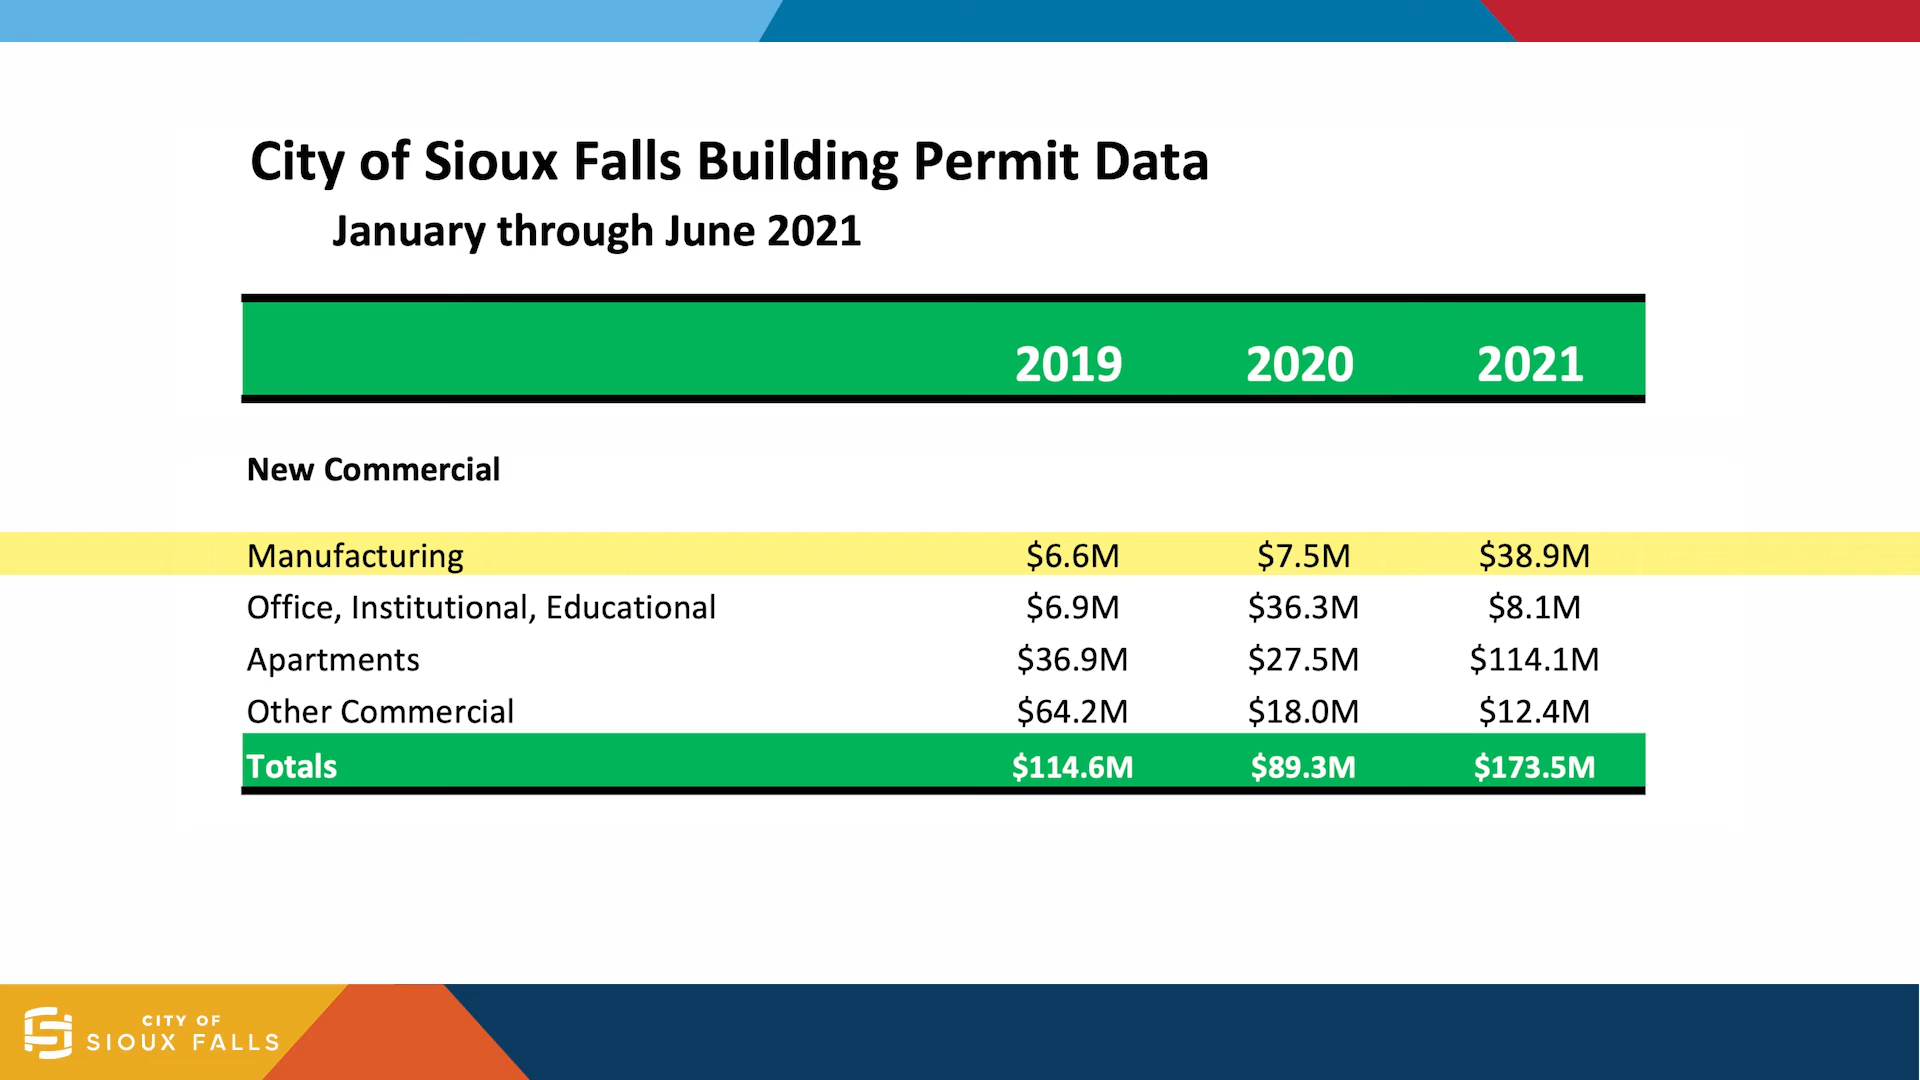 City of Sioux Falls Building Permit Data
January through June 2021
2019 2020 2021
New Commercial
Manufacturing $6.6M $7.5M $38.9M
Office, Institutional, Educational $6.9M $36.3M $8.1M
Apartments $36.9M $27.5M $114.1M
Other Commercial $64.2M $18.0M $12.4M
Totals $114.6M $89.3M $173.5M
CITY OF
SIOUX FALLS